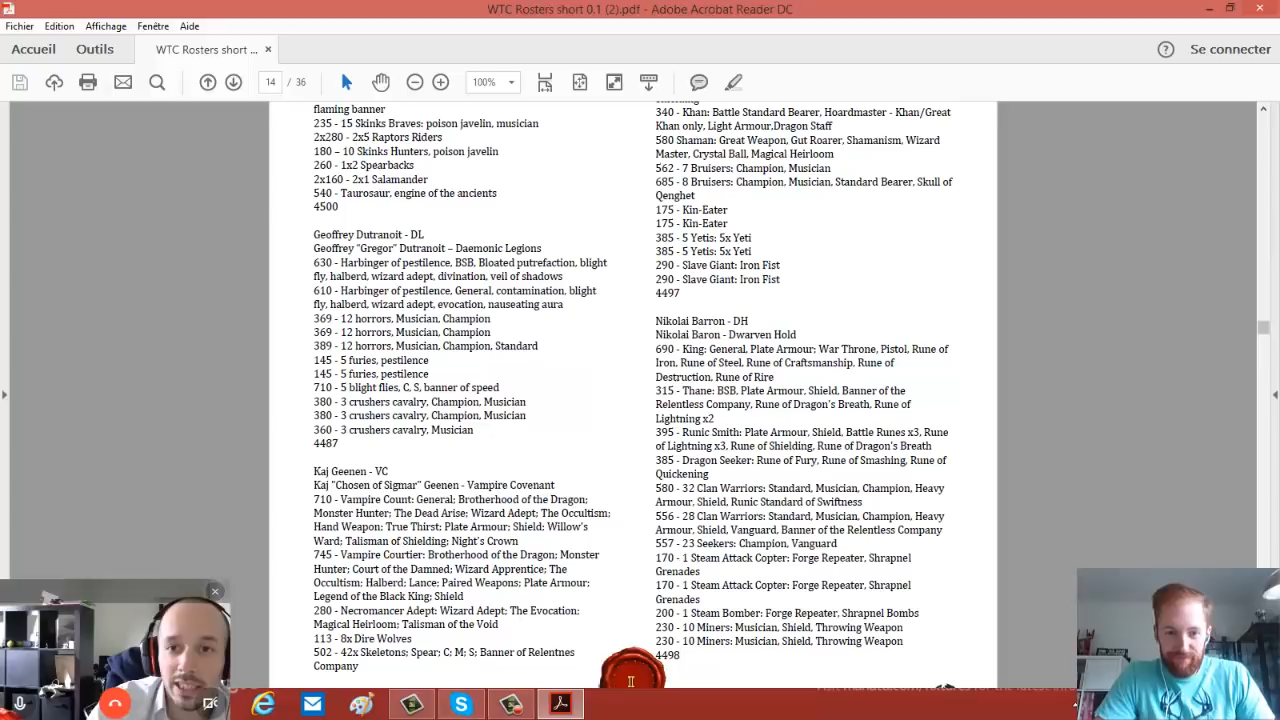 WTC Rosters short 0.1 (2).pdf - Adobe Acrobat Reader DC
Fichier Edition Affichage Fenêtre Aide
Accueil Outils WTC Rosters short ... × Se connecter
14 / 36 100%
flaming banner
235 - 15 Skinks Braves: poison javelin, musician
2x280 - 2x5 Raptors Riders
180 – 10 Skinks Hunters, poison javelin
260 - 1x2 Spearbacks
2x160 - 2x1 Salamander
540 - Taurosaur, engine of the ancients
4500
Geoffrey Dutranoit - DL
Geoffrey "Gregor" Dutranoit – Daemonic Legions
630 - Harbinger of pestilence, BSB, Bloated putrefaction, blight
fly, halberd, wizard adept, divination, veil of shadows
610 - Harbinger of pestilence, General, contamination, blight
fly, halberd, wizard adept, evocation, nauseating aura
369 - 12 horrors, Musician, Champion
369 - 12 horrors, Musician, Champion
389 - 12 horrors, Musician, Champion, Standard
145 - 5 furies, pestilence
145 - 5 furies, pestilence
710 - 5 blight flies, C, S, banner of speed
380 - 3 crushers cavalry, Champion, Musician
380 - 3 crushers cavalry, Champion, Musician
360 - 3 crushers cavalry, Musician
4487
Kaj Geenen - VC
Kaj "Chosen of Sigmar" Geenen - Vampire Covenant
710 - Vampire Count: General; Brotherhood of the Dragon;
Monster Hunter; The Dead Arise; Wizard Adept; The Occultism;
Hand Weapon; True Thirst; Plate Armour; Shield; Willow's
Ward; Talisman of Shielding; Night's Crown
745 - Vampire Courtier: Brotherhood of the Dragon; Monster
Hunter; Court of the Damned; Wizard Apprentice; The
Occultism; Halberd; Lance; Paired Weapons; Plate Armour;
Legend of the Black King; Shield
280 - Necromancer Adept: Wizard Adept; The Evocation;
Magical Heirloom; Talisman of the Void
113 - 8x Dire Wolves
502 - 42x Skeletons; Spear; C; M; S; Banner of Relentnes
Company
340 - Khan: Battle Standard Bearer, Hoardmaster - Khan/Great
Khan only, Light Armour,Dragon Staff
580 Shaman: Great Weapon, Gut Roarer, Shamanism, Wizard
Master, Crystal Ball, Magical Heirloom
562 - 7 Bruisers: Champion, Musician
685 - 8 Bruisers: Champion, Musician, Standard Bearer, Skull of
Qenghet
175 - Kin-Eater
175 - Kin-Eater
385 - 5 Yetis: 5x Yeti
385 - 5 Yetis: 5x Yeti
290 - Slave Giant: Iron Fist
290 - Slave Giant: Iron Fist
4497
Nikolai Barron - DH
Nikolai Baron - Dwarven Hold
690 - King: General, Plate Armour; War Throne, Pistol, Rune of
Iron, Rune of Steel, Rune of Craftsmanship, Rune of
Destruction, Rune of Rire
315 - Thane: BSB, Plate Armour, Shield, Banner of the
Relentless Company, Rune of Dragon's Breath, Rune of
Lightning x2
395 - Runic Smith: Plate Armour, Shield, Battle Runes x3, Rune
of Lightning x3, Rune of Shielding, Rune of Dragon's Breath
385 - Dragon Seeker: Rune of Fury, Rune of Smashing, Rune of
Quickening
580 - 32 Clan Warriors: Standard, Musician, Champion, Heavy
Armour, Shield, Runic Standard of Swiftness
556 - 28 Clan Warriors: Standard, Musician, Champion, Heavy
Armour, Shield, Vanguard, Banner of the Relentless Company
557 - 23 Seekers: Champion, Vanguard
170 - 1 Steam Attack Copter: Forge Repeater, Shrapnel
Grenades
170 - 1 Steam Attack Copter: Forge Repeater, Shrapnel
Grenades
200 - 1 Steam Bomber: Forge Repeater, Shrapnel Bombs
230 - 10 Miners: Musician, Shield, Throwing Weapon
230 - 10 Miners: Musician, Shield, Throwing Weapon
4498